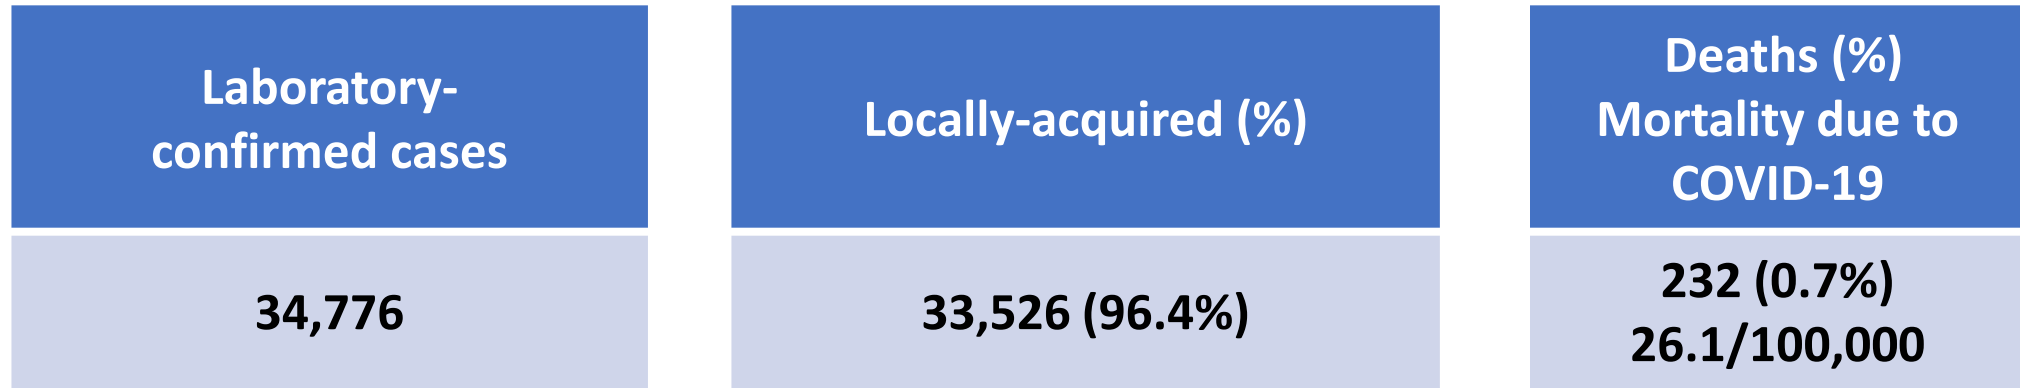 Laboratory-
confirmed cases
34,776
Locally-acquired (%)
33,526 (96.4%)
Deaths (%)
Mortality due to
COVID-19
232 (0.7%)
26.1/100,000